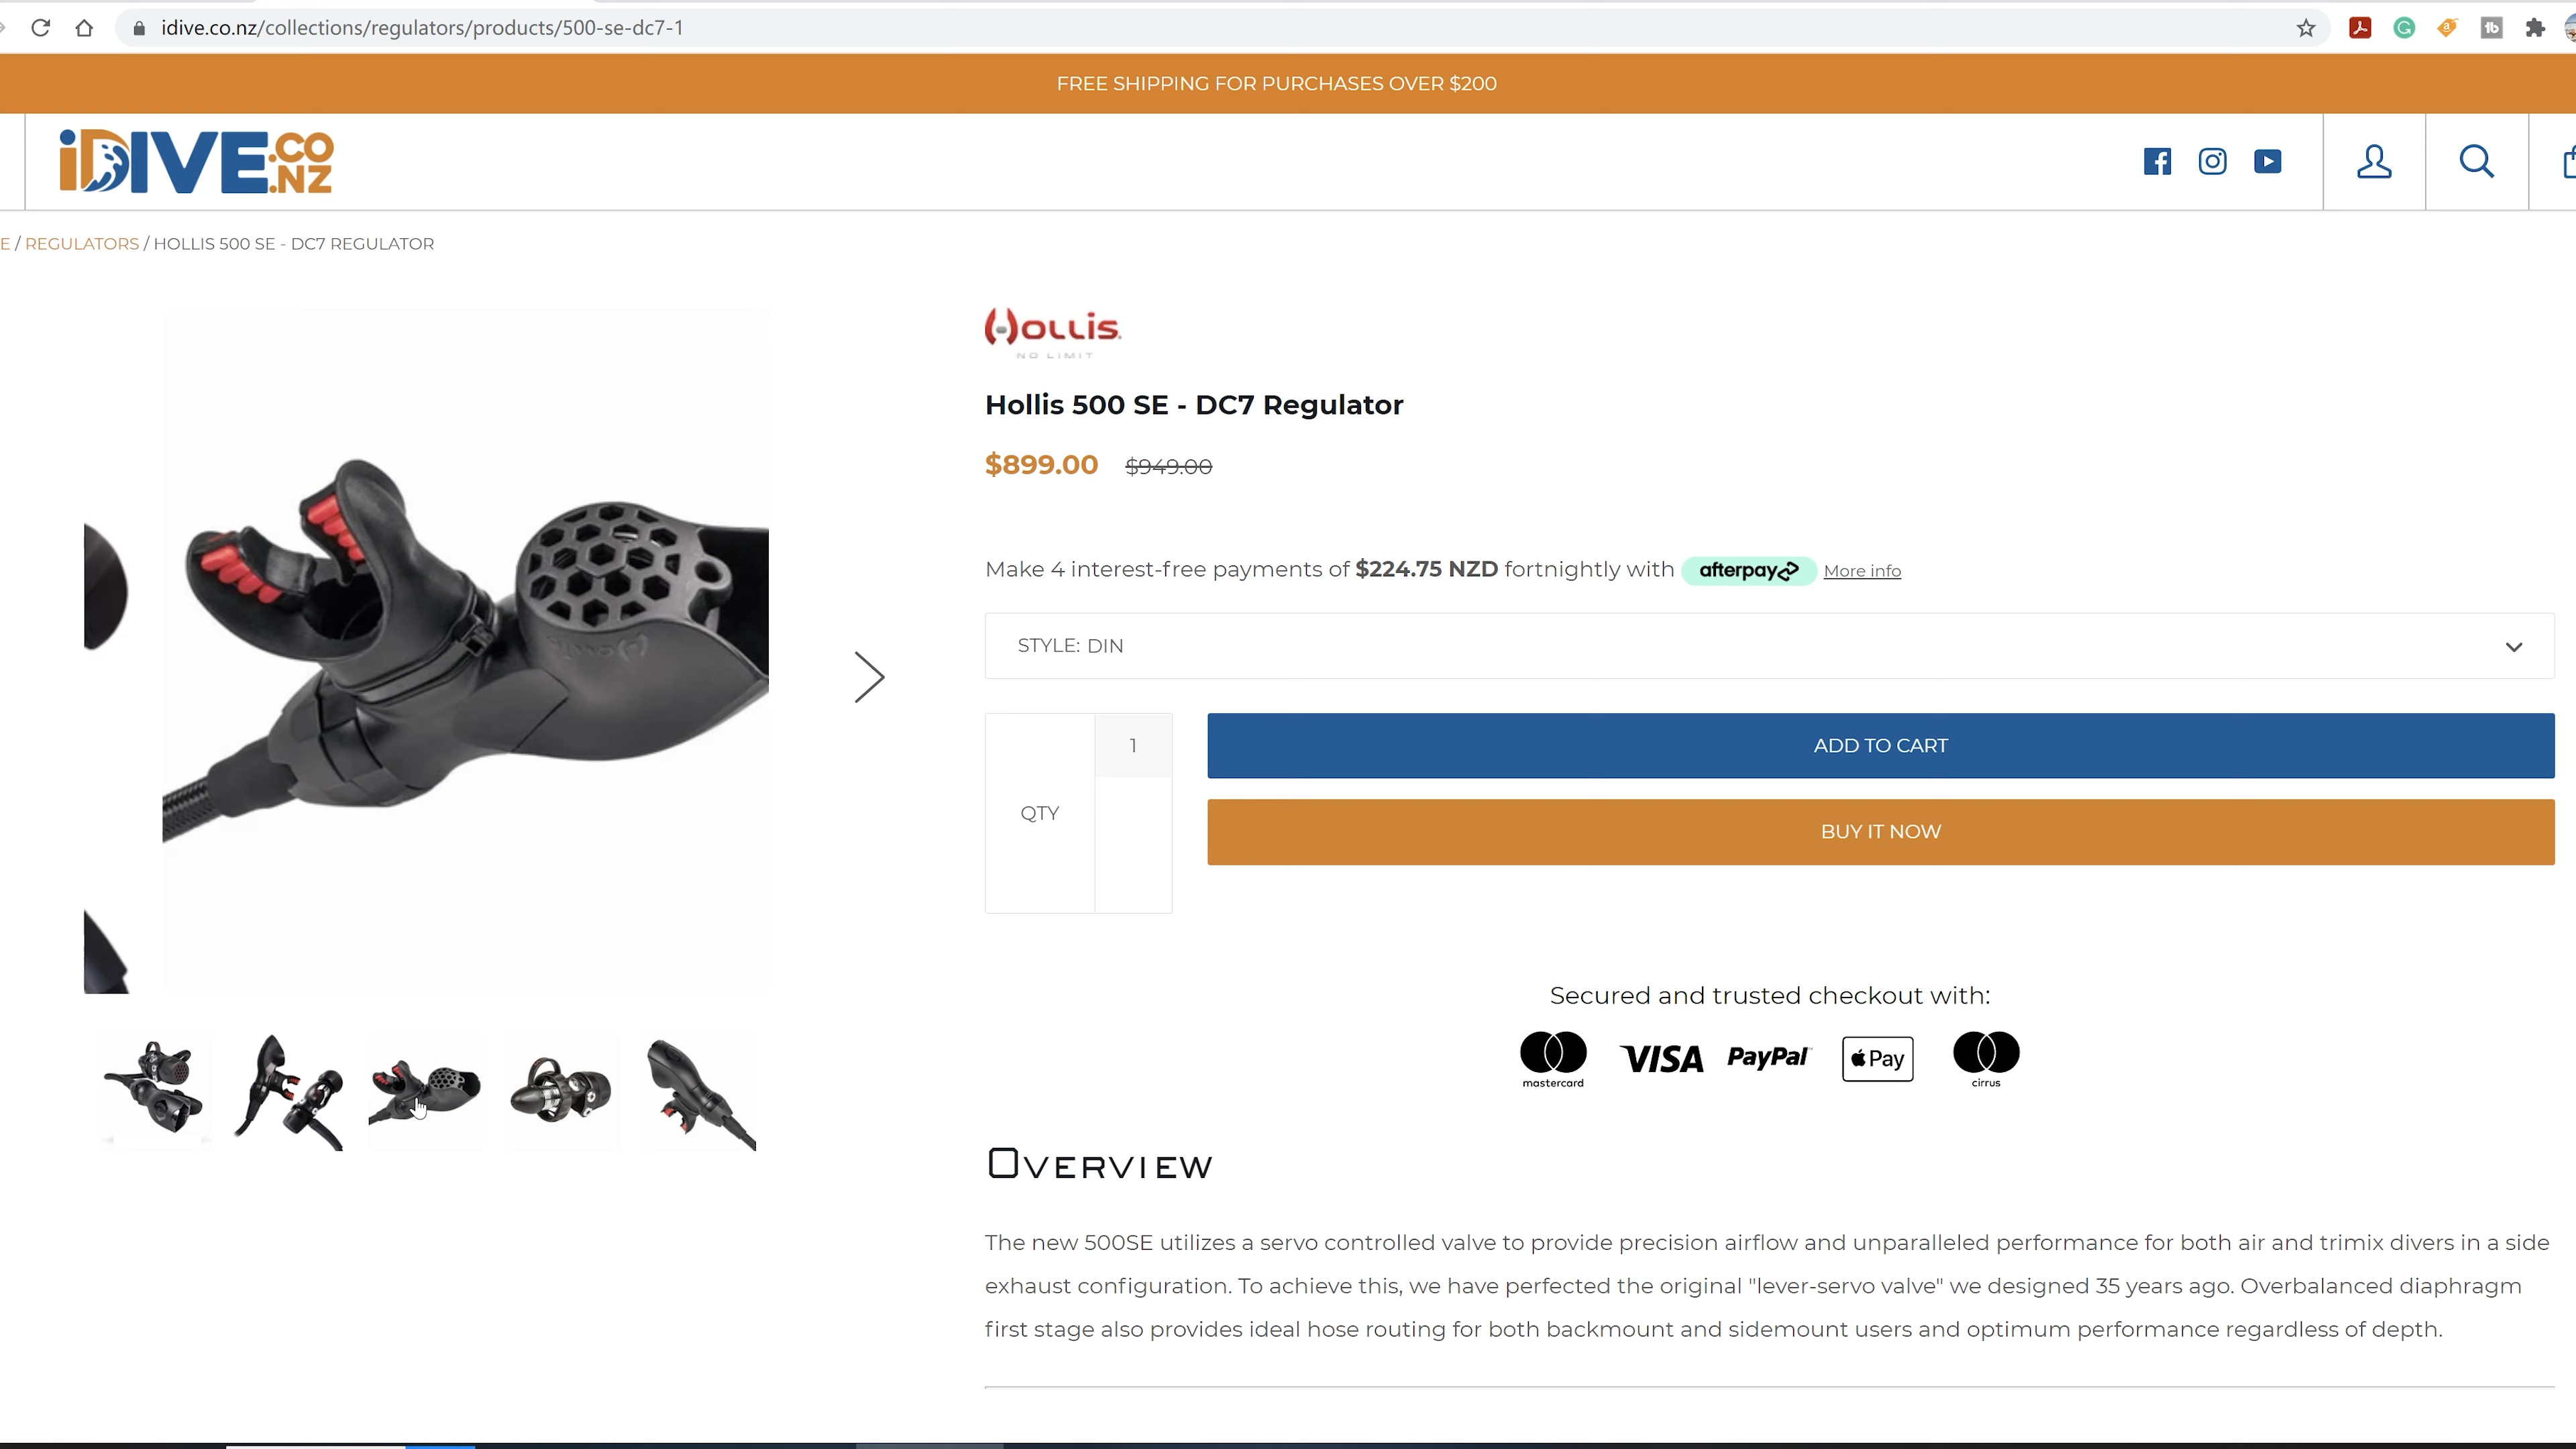 idive.co.nz/collections/regulators/products/500-se-dc7-1
FREE SHIPPING FOR PURCHASES OVER $200
iDIVE.CO.NZ
E / REGULATORS / HOLLIS 500 SE - DC7 REGULATOR
HOLLIS
NO LIMIT
Hollis 500 SE - DC7 Regulator
$899.00 $949.00
Make 4 interest-free payments of $224.75 NZD fortnightly with afterpay More info
STYLE: DIN
QTY 1
ADD TO CART
BUY IT NOW
Secured and trusted checkout with:
mastercard VISA PayPal Pay cirrus
OVERVIEW
The new 500SE utilizes a servo controlled valve to provide precision airflow and unparalleled performance for both air and trimix divers in a side
exhaust configuration. To achieve this, we have perfected the original "lever-servo valve" we designed 35 years ago. Overbalanced diaphragm
first stage also provides ideal hose routing for both backmount and sidemount users and optimum performance regardless of depth.